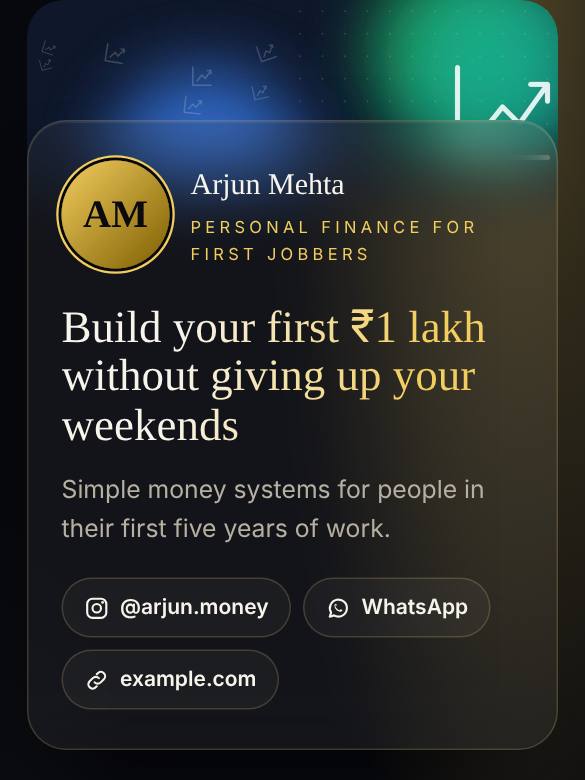 AM
Arjun Mehta
PERSONAL FINANCE FOR
FIRST JOBBERS
Build your first ₹1 lakh
without giving up your
weekends
Simple money systems for people in
their first five years of work.
@arjun.money
WhatsApp
example.com